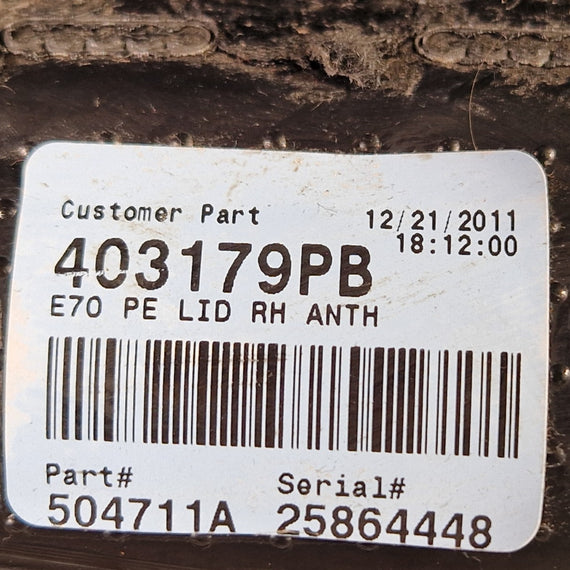 Customer Part 12/21/2011
403179PB 18:12:00
E70 PE LID RH ANTH
Part# Serial#
504711A 25864448